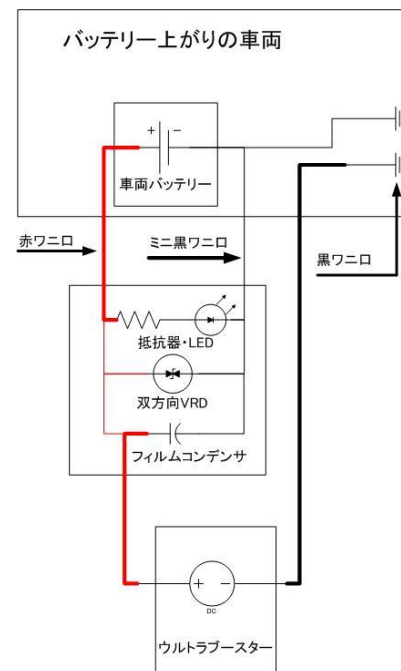 バッテリー上がりの車両
+ −
車両バッテリー
赤ワニ口
ミニ黒ワニ口
黒ワニ口
抵抗器・LED
双方向VRD
フィルムコンデンサ
+ −
DC
ウルトラブースター